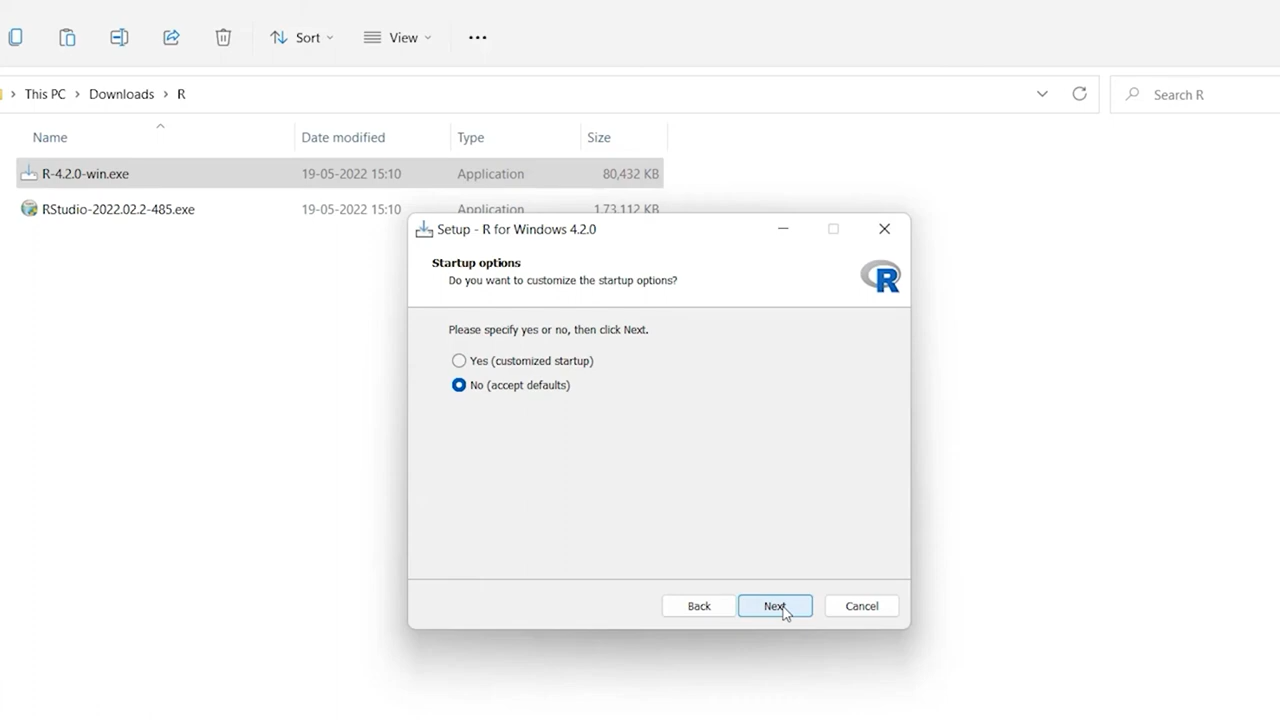 Sort View
This PC Downloads R Search R
Name Date modified Type Size
R-4.2.0-win.exe 19-05-2022 15:10 Application 80,432 KB
RStudio-2022.02.2-485.exe 19-05-2022 15:10 Application 1,73,112 KB
Setup - R for Windows 4.2.0
Startup options
Do you want to customize the startup options?
R
Please specify yes or no, then click Next.
Yes (customized startup)
No (accept defaults)
Back Next Cancel